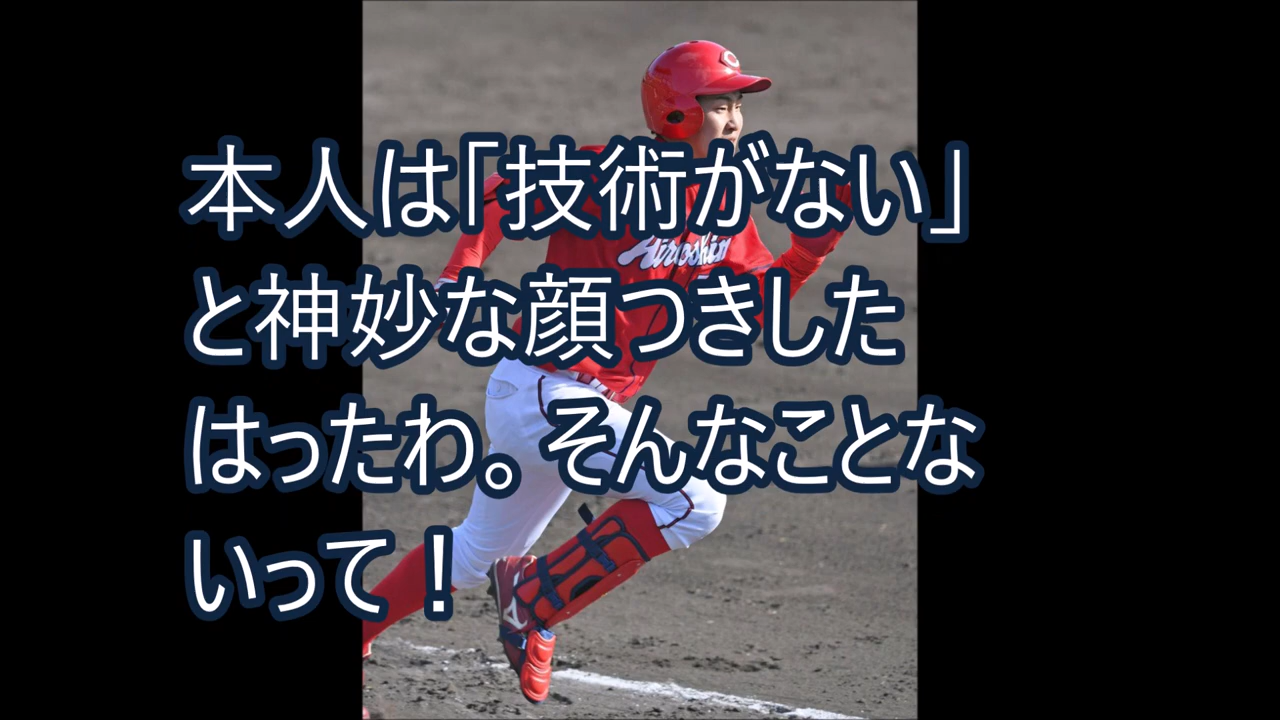 本人は「技術がない」
と神妙な顔つきした
はったわ。そんなことな
いって！
Hiroshim
C